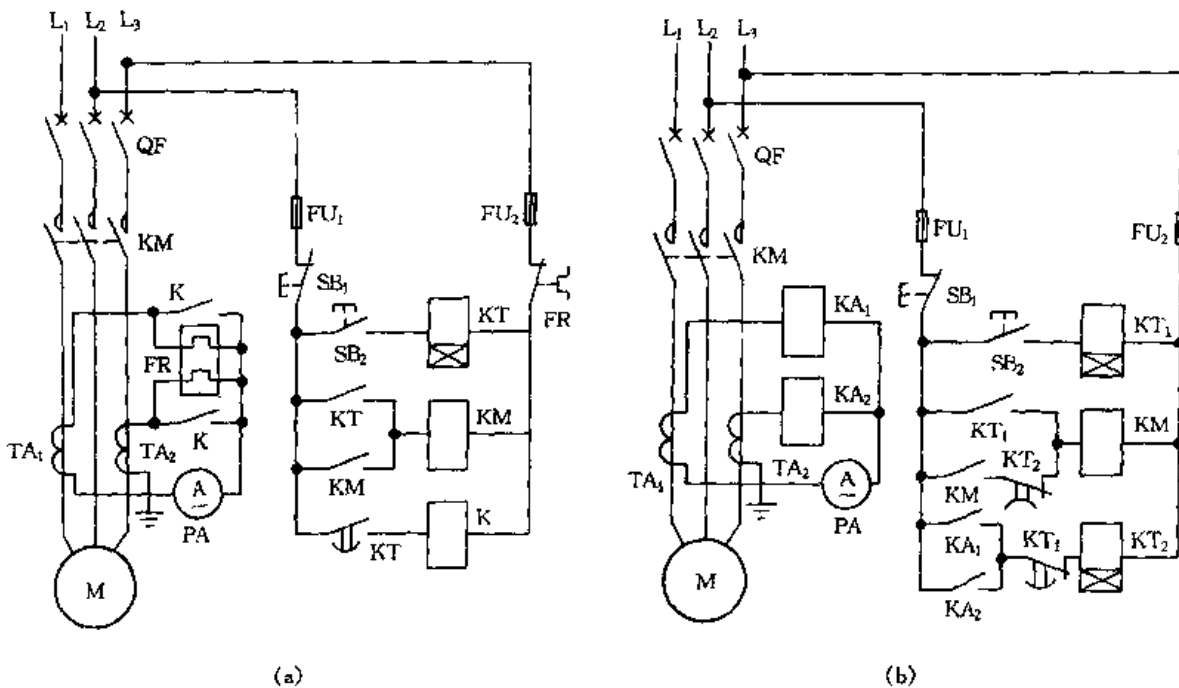 L₁ L₂ L₃
QF
FU₁
FU₂
KM
SB₁
FR
K
KT
SB₂
FR
KT
KM
K
TA₁
TA₂
KM
A
PA
KT
K
M
(a)
L₁ L₂ L₃
QF
FU₁
FU₂
KM
SB₁
KA₁
KT₁
SB₂
KA₂
KT₁
KM
KT₂
TA₁
TA₂
KM
A
PA
KA₁
KT₁
KT₂
KA₂
M
(b)